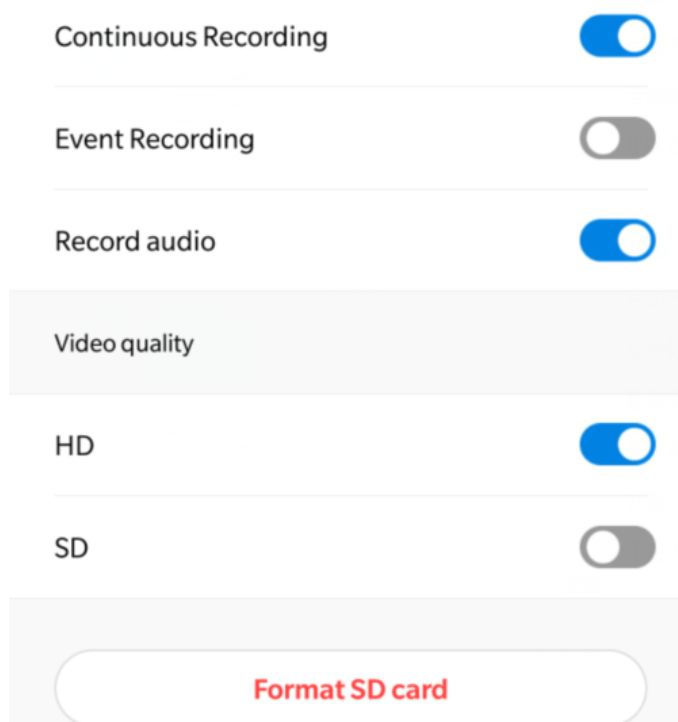 Continuous Recording
Event Recording
Record audio
Video quality
HD
SD
Format SD card